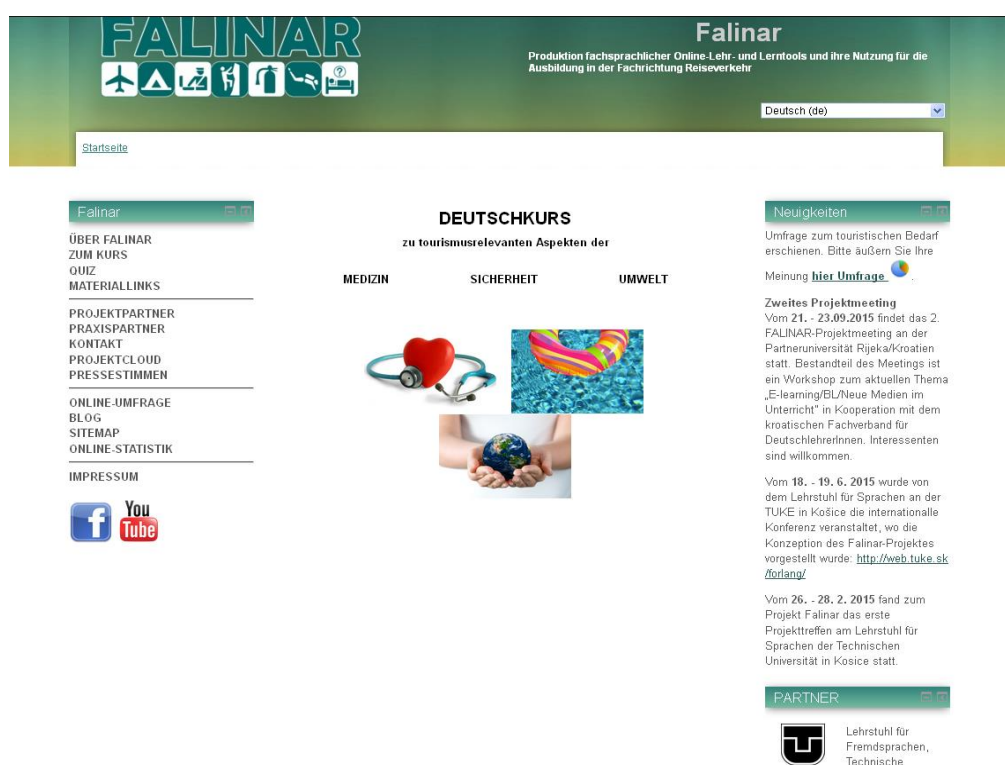 FALINAR
Falinar
Produktion fachsprachlicher Online-Lehr- und Lerntools und ihre Nutzung für die
Ausbildung in der Fachrichtung Reiseverkehr
Deutsch (de)
Startseite
Falinar
ÜBER FALINAR
ZUM KURS
QUIZ
MATERIALLINKS
PROJEKTPARTNER
PRAXISPARTNER
KONTAKT
PROJEKTCLOUD
PRESSESTIMMEN
ONLINE-UMFRAGE
BLOG
SITEMAP
ONLINE-STATISTIK
IMPRESSUM
f You
Tube
DEUTSCHKURS
zu tourismusrelevanten Aspekten der
MEDIZIN SICHERHEIT UMWELT
Neuigkeiten
Umfrage zum touristischen Bedarf
erschienen. Bitte äußern Sie Ihre
Meinung hier Umfrage .
Zweites Projektmeeting
Vom 21. - 23.09.2015 findet das 2.
FALINAR-Projektmeeting an der
Partneruniversität Rijeka/Kroatien
statt. Bestandteil des Meetings ist
ein Workshop zum aktuellen Thema
„E-learning/BL/Neue Medien im
Unterricht" in Kooperation mit dem
kroatischen Fachverband für
DeutschlehrerInnen. Interessenten
sind willkommen.
Vom 18. - 19. 6. 2015 wurde von
dem Lehrstuhl für Sprachen an der
TUKE in Košice die internationalle
Konferenz veranstaltet, wo die
Konzeption des Falinar-Projektes
vorgestellt wurde: http://web.tuke.sk
/forlang/
Vom 26. - 28. 2. 2015 fand zum
Projekt Falinar das erste
Projekttreffen am Lehrstuhl für
Sprachen der Technischen
Universität in Kosice statt.
PARTNER
Lehrstuhl für
Fremdsprachen,
Technische